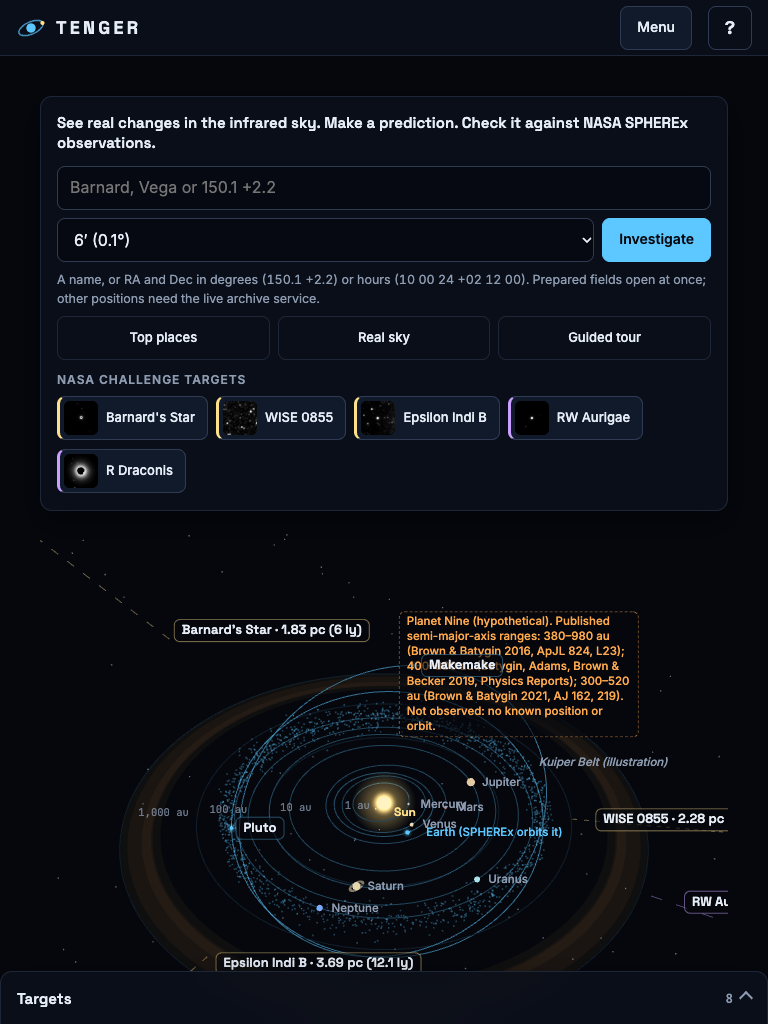 TENGER
Menu
?
See real changes in the infrared sky. Make a prediction. Check it against NASA SPHEREx
observations.
Barnard, Vega or 150.1 +2.2
6′ (0.1°)
Investigate
A name, or RA and Dec in degrees (150.1 +2.2) or hours (10 00 24 +02 12 00). Prepared fields open at once;
other positions need the live archive service.
Top places
Real sky
Guided tour
NASA CHALLENGE TARGETS
Barnard's Star
WISE 0855
Epsilon Indi B
RW Aurigae
R Draconis
Barnard's Star · 1.83 pc (6 ly)
Planet Nine (hypothetical). Published
semi-major-axis ranges: 380–980 au
(Brown & Batygin 2016, ApJL 824, L23);
Adams, Brown &
Becker 2019, Physics Reports); 300–520
au (Brown & Batygin 2021, AJ 162, 219).
Not observed: no known position or
orbit.
Makemake
Kuiper Belt (illustration)
Jupiter
1,000 au
100 au
10 au
1 au
Sun
Mercury
Mars
Venus
Earth (SPHEREx orbits it)
Pluto
WISE 0855 · 2.28 pc
Saturn
Uranus
Neptune
RW
Epsilon Indi B · 3.69 pc (12.1 ly)
Targets
8